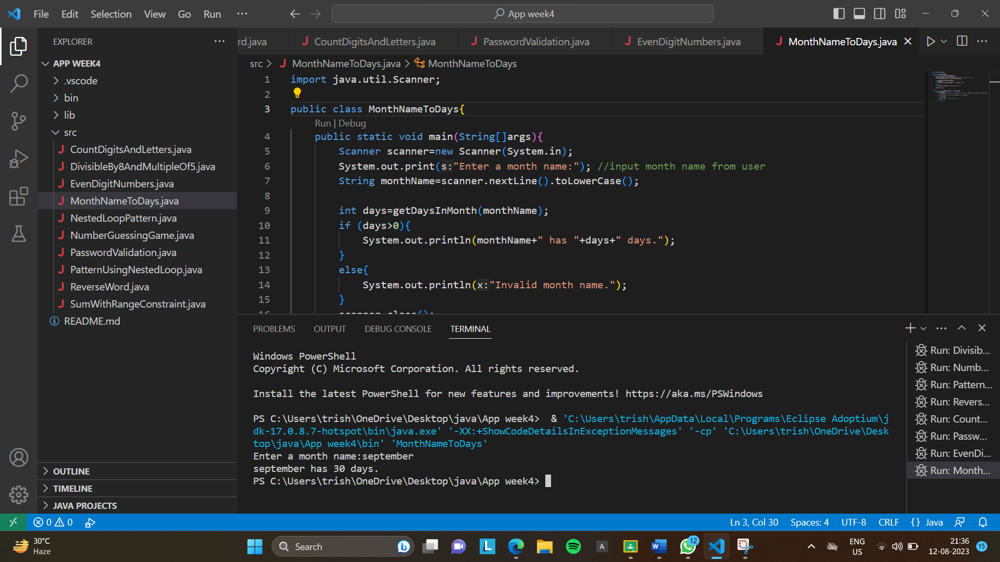 File Edit Selection View Go Run ··· App week4
EXPLORER ···
APP WEEK4
.vscode
bin
lib
src
CountDigitsAndLetters.java
DivisibleBy8AndMultipleOf5.java
EvenDigitNumbers.java
MonthNameToDays.java
NestedLoopPattern.java
NumberGuessingGame.java
PasswordValidation.java
PatternUsingNestedLoop.java
ReverseWord.java
SumWithRangeConstraint.java
README.md
OUTLINE
TIMELINE
JAVA PROJECTS
rd.java CountDigitsAndLetters.java PasswordValidation.java EvenDigitNumbers.java MonthNameToDays.java
src > MonthNameToDays.java > MonthNameToDays
1 import java.util.Scanner;
2
3 public class MonthNameToDays{
Run | Debug
4 public static void main(String[]args){
5 Scanner scanner=new Scanner(System.in);
6 System.out.print(s:"Enter a month name:"); //input month name from user
7 String monthName=scanner.nextLine().toLowerCase();
8
9 int days=getDaysInMonth(monthName);
10 if (days>0){
11 System.out.println(monthName+" has "+days+" days.");
12 }
13 else{
14 System.out.println(x:"Invalid month name.");
15 }
16 scanner.close();
PROBLEMS OUTPUT DEBUG CONSOLE TERMINAL
Windows PowerShell
Copyright (C) Microsoft Corporation. All rights reserved.
Install the latest PowerShell for new features and improvements! https://aka.ms/PSWindows
PS C:\Users\trish\OneDrive\Desktop\java\App week4>  & 'C:\Users\trish\AppData\Local\Programs\Eclipse Adoptium\j
dk-17.0.8.7-hotspot\bin\java.exe' '-XX:+ShowCodeDetailsInExceptionMessages' '-cp' 'C:\Users\trish\OneDrive\Desk
top\java\App week4\bin' 'MonthNameToDays'
Enter a month name:september
september has 30 days.
PS C:\Users\trish\OneDrive\Desktop\java\App week4>
Run: Divisib...
Run: Numb...
Run: Pattern...
Run: Revers...
Run: Count...
Run: Passw...
Run: EvenDi...
Run: Month...
0 0 Ln 3, Col 30 Spaces: 4 UTF-8 CRLF {} Java
30°C
Haze
Search
12
ENG
US
21:36
12-08-2023
15